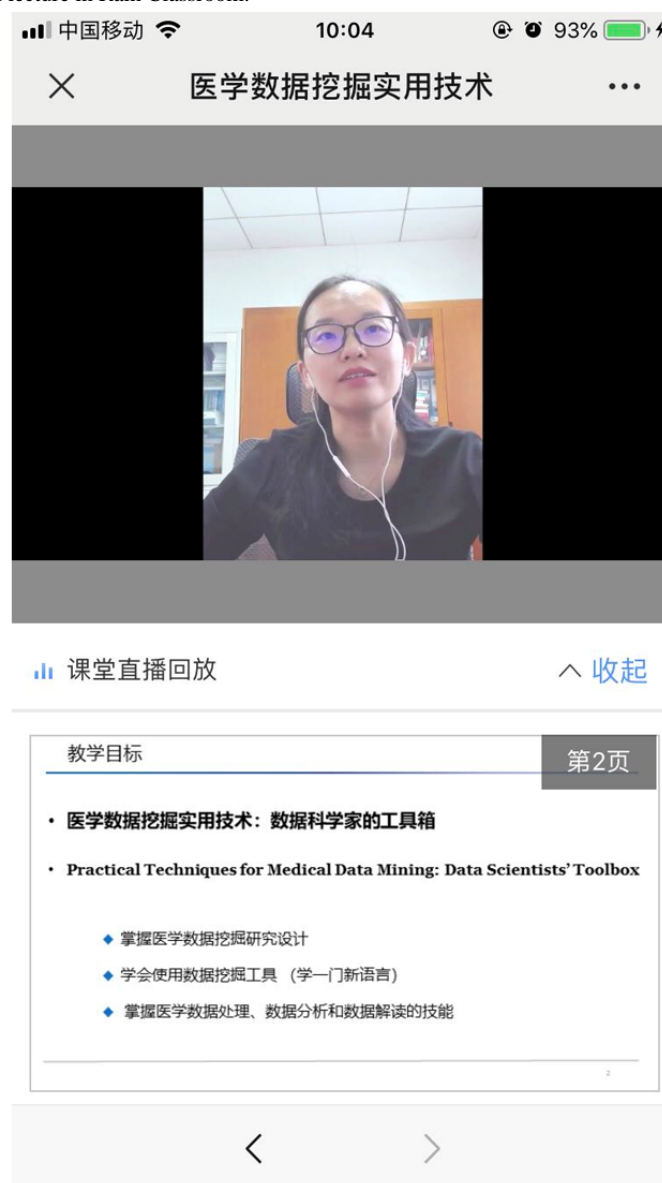 中国移动 10:04 93%
医学数据挖掘实用技术
课堂直播回放 收起
教学目标 第2页
• 医学数据挖掘实用技术：数据科学家的工具箱
• Practical Techniques for Medical Data Mining: Data Scientists’ Toolbox
◆ 掌握医学数据挖掘研究设计
◆ 学会使用数据挖掘工具 （学一门新语言）
◆ 掌握医学数据处理、数据分析和数据解读的技能
2